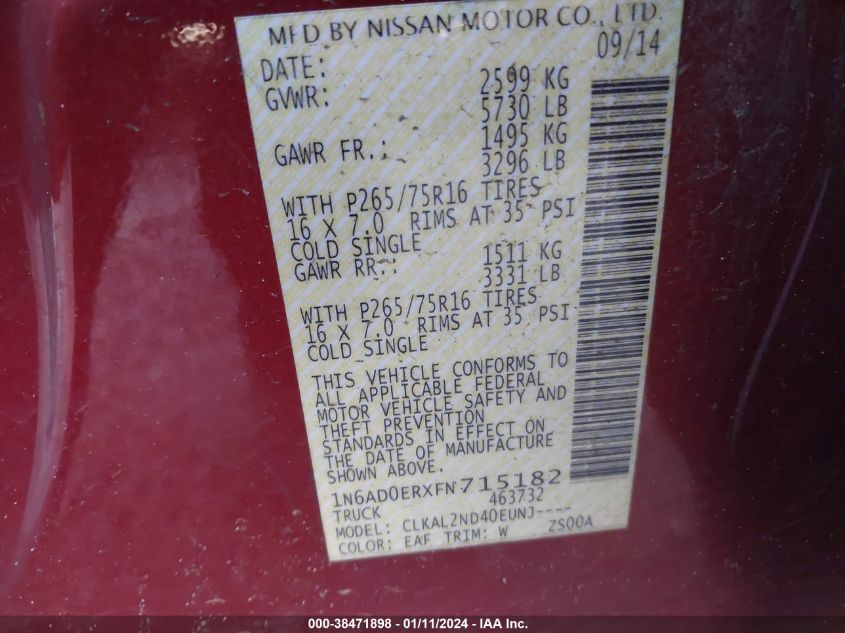 MFD BY NISSAN MOTOR CO., LTD.
DATE: 09/14
GVWR: 2599 KG
5730 LB
GAWR FR.: 1495 KG
3296 LB
WITH P265/75R16 TIRES
16 X 7.0 RIMS AT 35 PSI
COLD SINGLE
GAWR RR.: 1511 KG
3331 LB
WITH P265/75R16 TIRES
16 X 7.0 RIMS AT 35 PSI
COLD SINGLE
THIS VEHICLE CONFORMS TO
ALL APPLICABLE FEDERAL
MOTOR VEHICLE SAFETY AND
THEFT PREVENTION
STANDARDS IN EFFECT ON
THE DATE OF MANUFACTURE
SHOWN ABOVE.
1N6AD0ERXFN715182
TRUCK 463732
MODEL: CLKAL2ND40EUNJ----
COLOR: EAF TRIM: W ZS00A
000-38471898 - 01/11/2024 - IAA Inc.